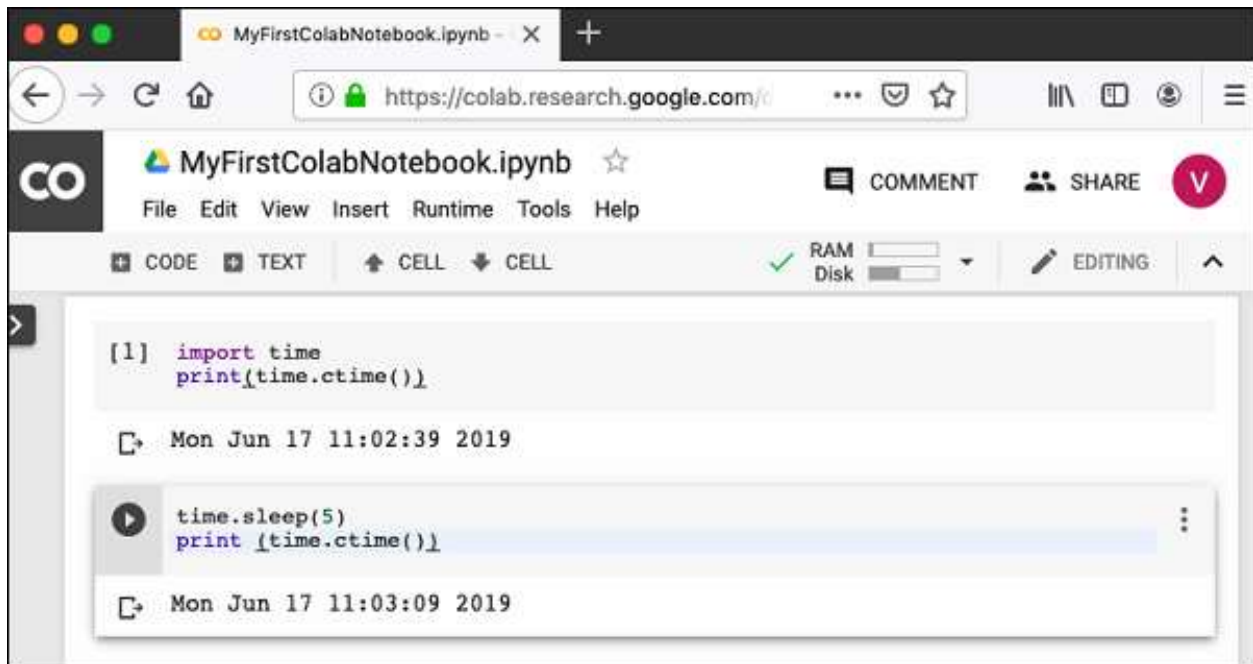 MyFirstColabNotebook.ipynb -
https://colab.research.google.com/
CO MyFirstColabNotebook.ipynb
COMMENT SHARE V
File Edit View Insert Runtime Tools Help
CODE TEXT CELL CELL RAM Disk EDITING
[1] import time
print(time.ctime())
Mon Jun 17 11:02:39 2019
time.sleep(5)
print (time.ctime())
Mon Jun 17 11:03:09 2019